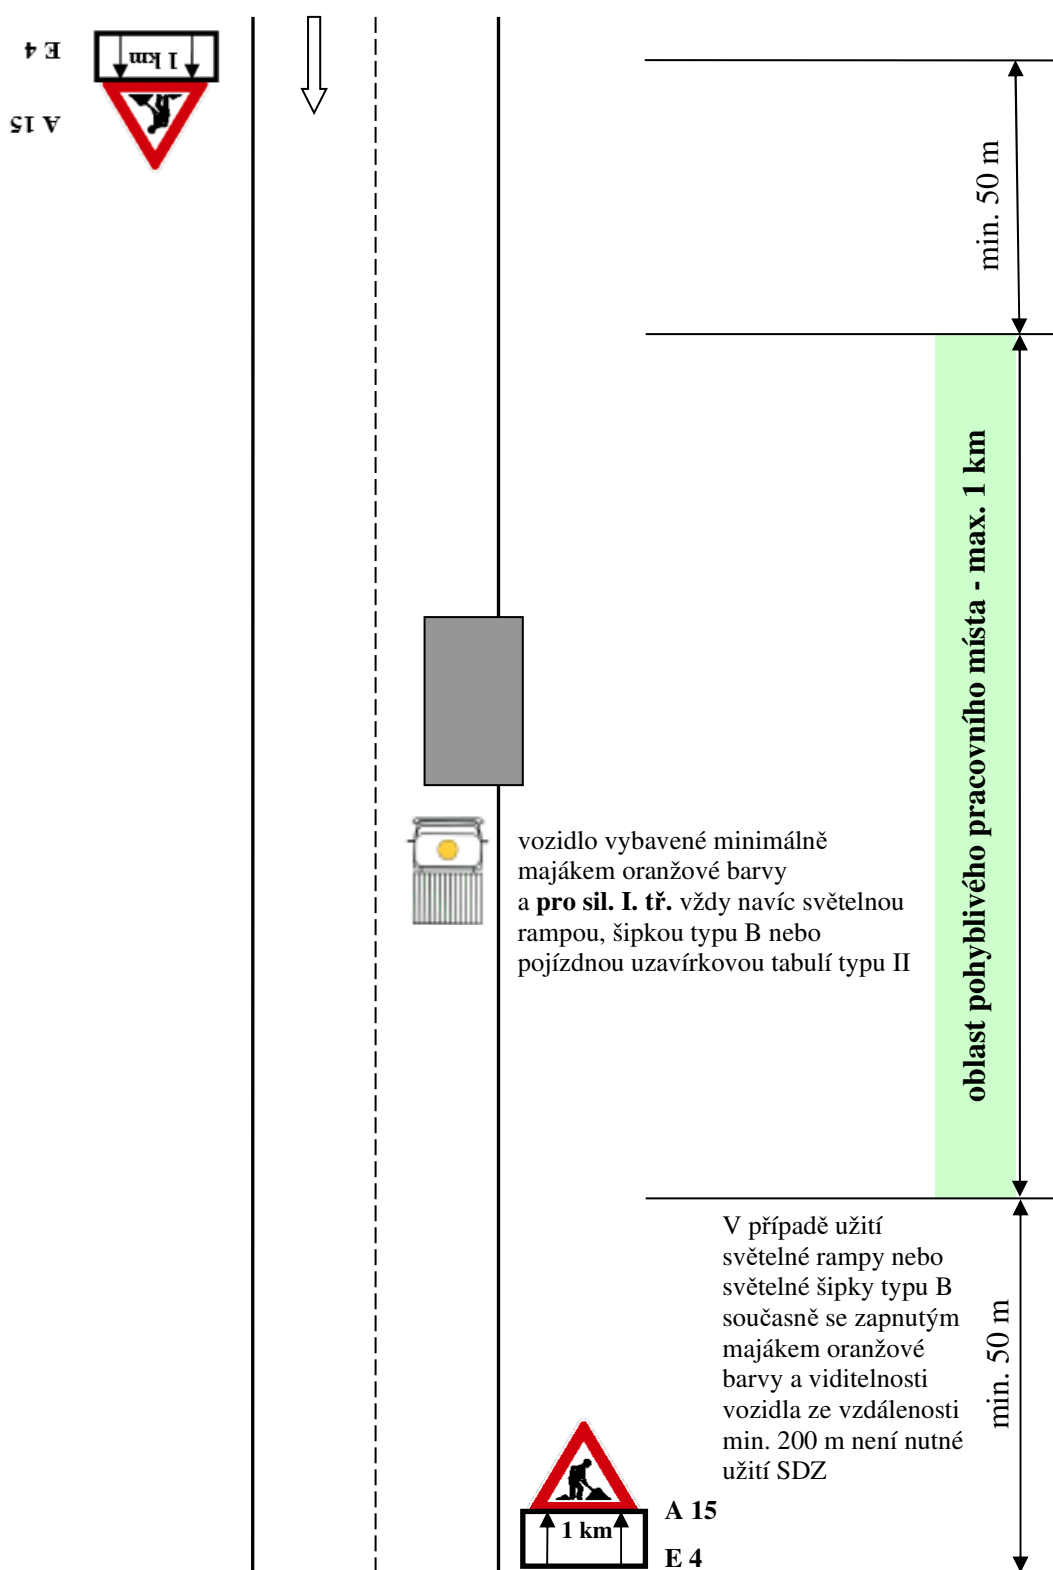 E 4
1 km
A 15
min. 50 m
oblast pohyblivého pracovního místa - max. 1 km
vozidlo vybavené minimálně
majákem oranžové barvy
a pro sil. I. tř. vždy navíc světelnou
rampou, šipkou typu B nebo
pojízdnou uzavírkovou tabulí typu II
V případě užití
světelné rampy nebo
světelné šipky typu B
současně se zapnutým
majákem oranžové
barvy a viditelnosti
vozidla ze vzdálenosti
min. 200 m není nutné
užití SDZ
min. 50 m
A 15
1 km
E 4